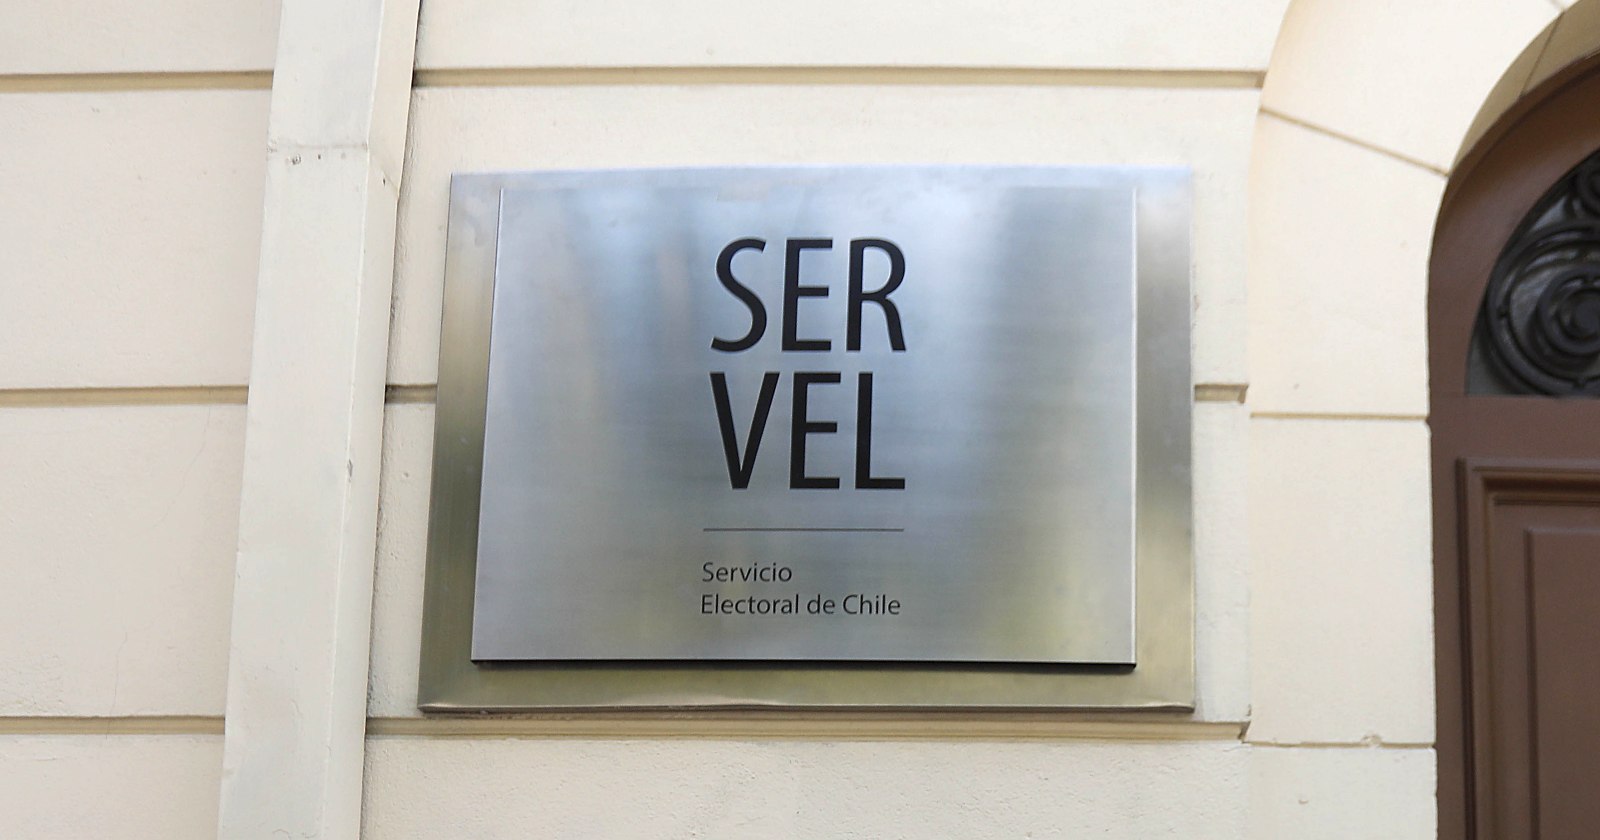 SER
VEL
Servicio
Electoral de Chile